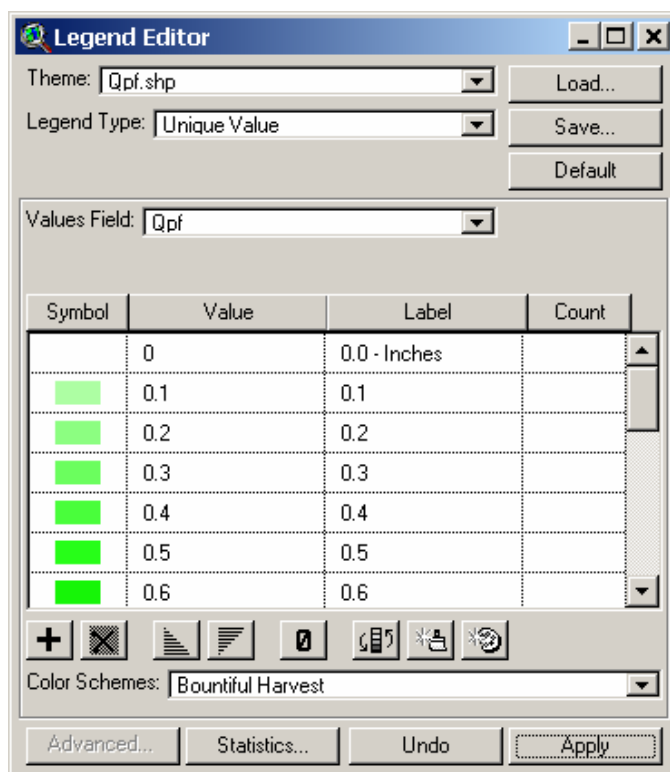 Legend Editor
Theme: Qpf.shp
Load...
Legend Type: Unique Value
Save...
Default
Values Field: Qpf
Symbol Value Label Count
0 0.0 - Inches
0.1 0.1
0.2 0.2
0.3 0.3
0.4 0.4
0.5 0.5
0.6 0.6
0
Color Schemes: Bountiful Harvest
Advanced... Statistics... Undo Apply